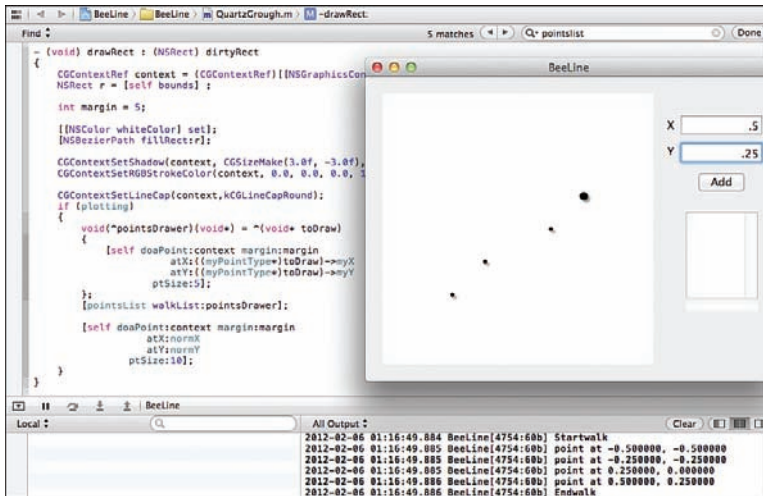 BeeLine BeeLine QuartzGrough.m -drawRect:
Find 5 matches pointslist Done
- (void) drawRect : (NSRect) dirtyRect
{
CGContextRef context = (CGContextRef)[[NSGraphicsCon
NSRect r = [self bounds] ;
int margin = 5;
[[NSColor whiteColor] set];
[NSBezierPath fillRect:r];
CGContextSetShadow(context, CGSizeMake(3.0f, -3.0f),
CGContextSetRGBStrokeColor(context, 0.0, 0.0, 0.0, 1
CGContextSetLineCap(context,kCGLineCapRound);
if (plotting)
{
void(^pointsDrawer)(void*) = ^(void* toDraw)
{
[self doaPoint:context margin:margin
atX:((myPointType*)toDraw)->myX
atY:((myPointType*)toDraw)->myY
ptSize:5];
};
[pointsList walkList:pointsDrawer];
[self doaPoint:context margin:margin
atX:normX
atY:normY
ptSize:10];
}
}
BeeLine
X .5
Y .25
Add
BeeLine
Local All Output Clear
2012-02-06 01:16:49.884 BeeLine[4754:60b] Startwalk
2012-02-06 01:16:49.885 BeeLine[4754:60b] point at -0.500000, -0.500000
2012-02-06 01:16:49.885 BeeLine[4754:60b] point at -0.250000, -0.250000
2012-02-06 01:16:49.885 BeeLine[4754:60b] point at 0.250000, 0.000000
2012-02-06 01:16:49.886 BeeLine[4754:60b] point at 0.500000, 0.250000
2012-02-06 01:16:49.886 BeeLine[4754:60b] Endwalk